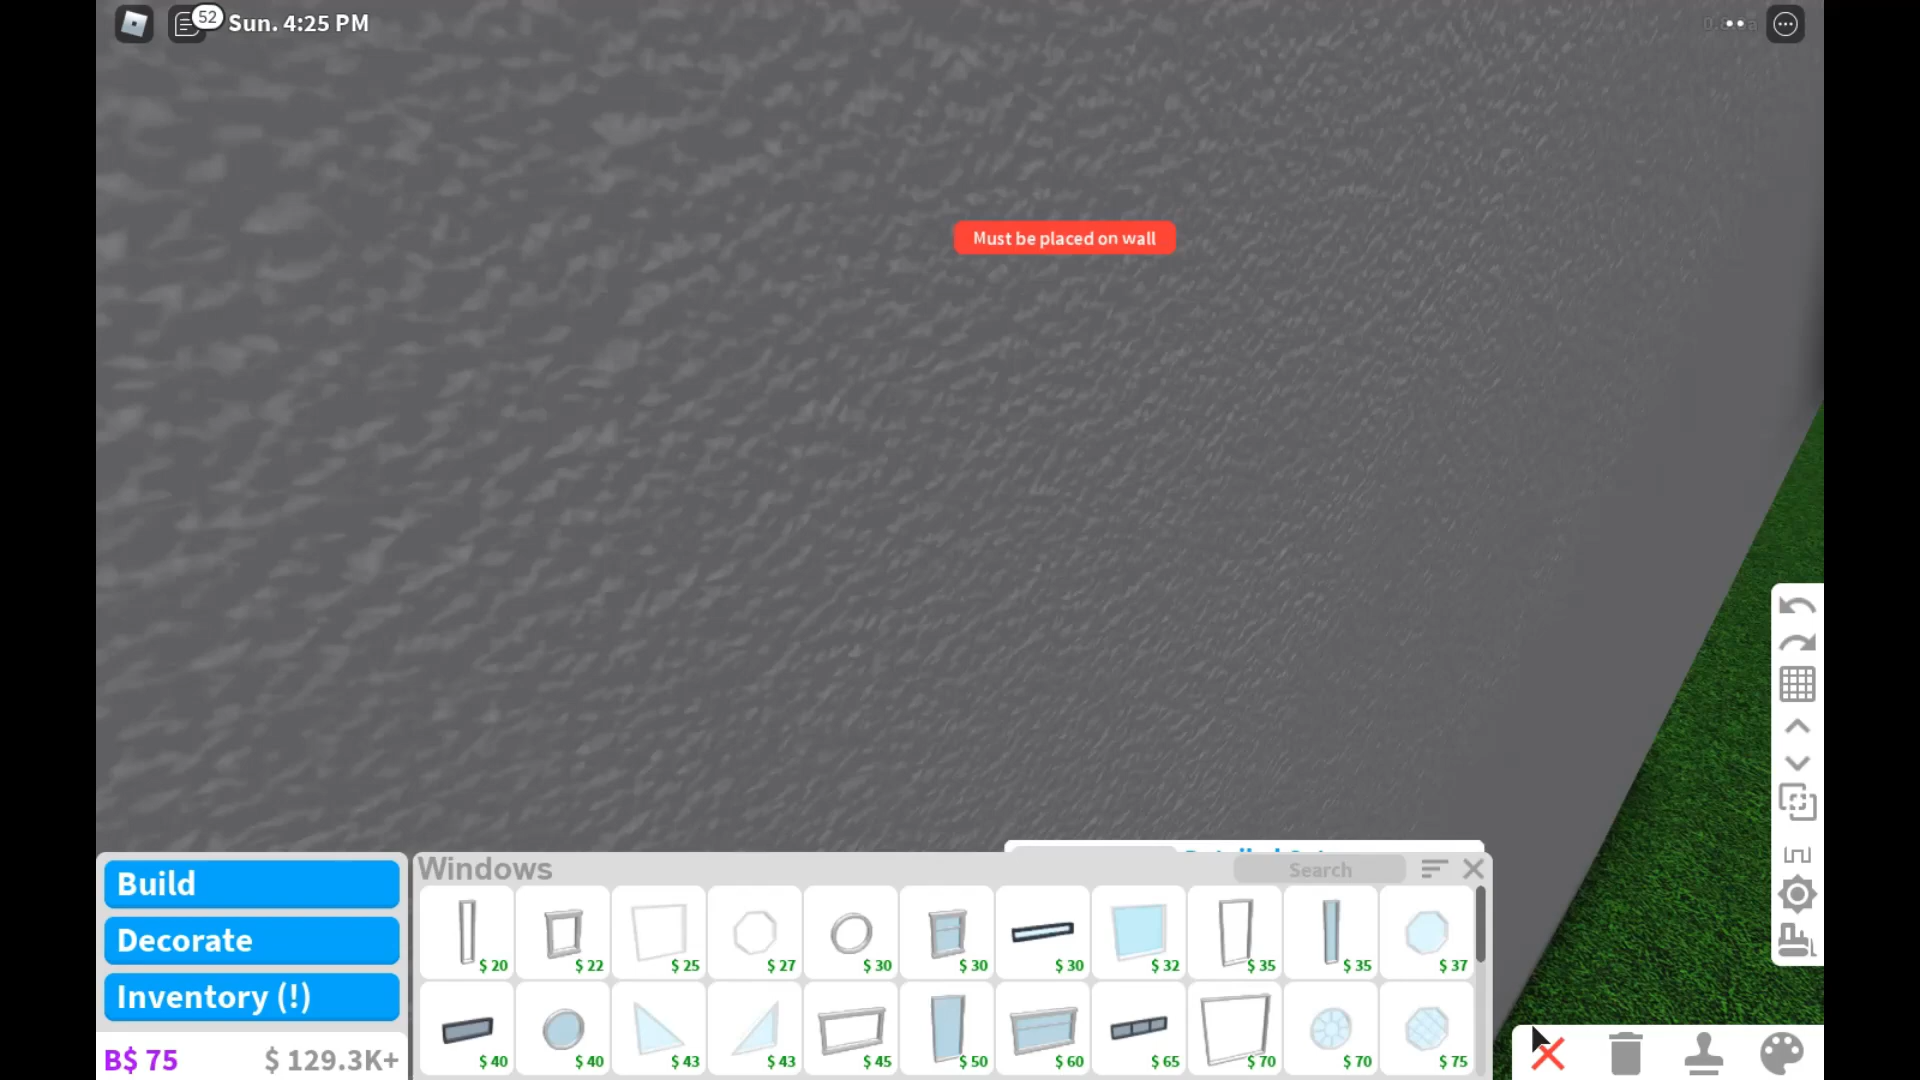 52 Sun. 4:25 PM
Must be placed on wall
Build
Decorate
Inventory (!)
B$ 75 $ 129.3K+
Windows Search
$ 20 $ 22 $ 25 $ 27 $ 30 $ 30 $ 30 $ 32 $ 35 $ 35 $ 37
$ 40 $ 40 $ 43 $ 43 $ 45 $ 50 $ 60 $ 65 $ 70 $ 70 $ 75